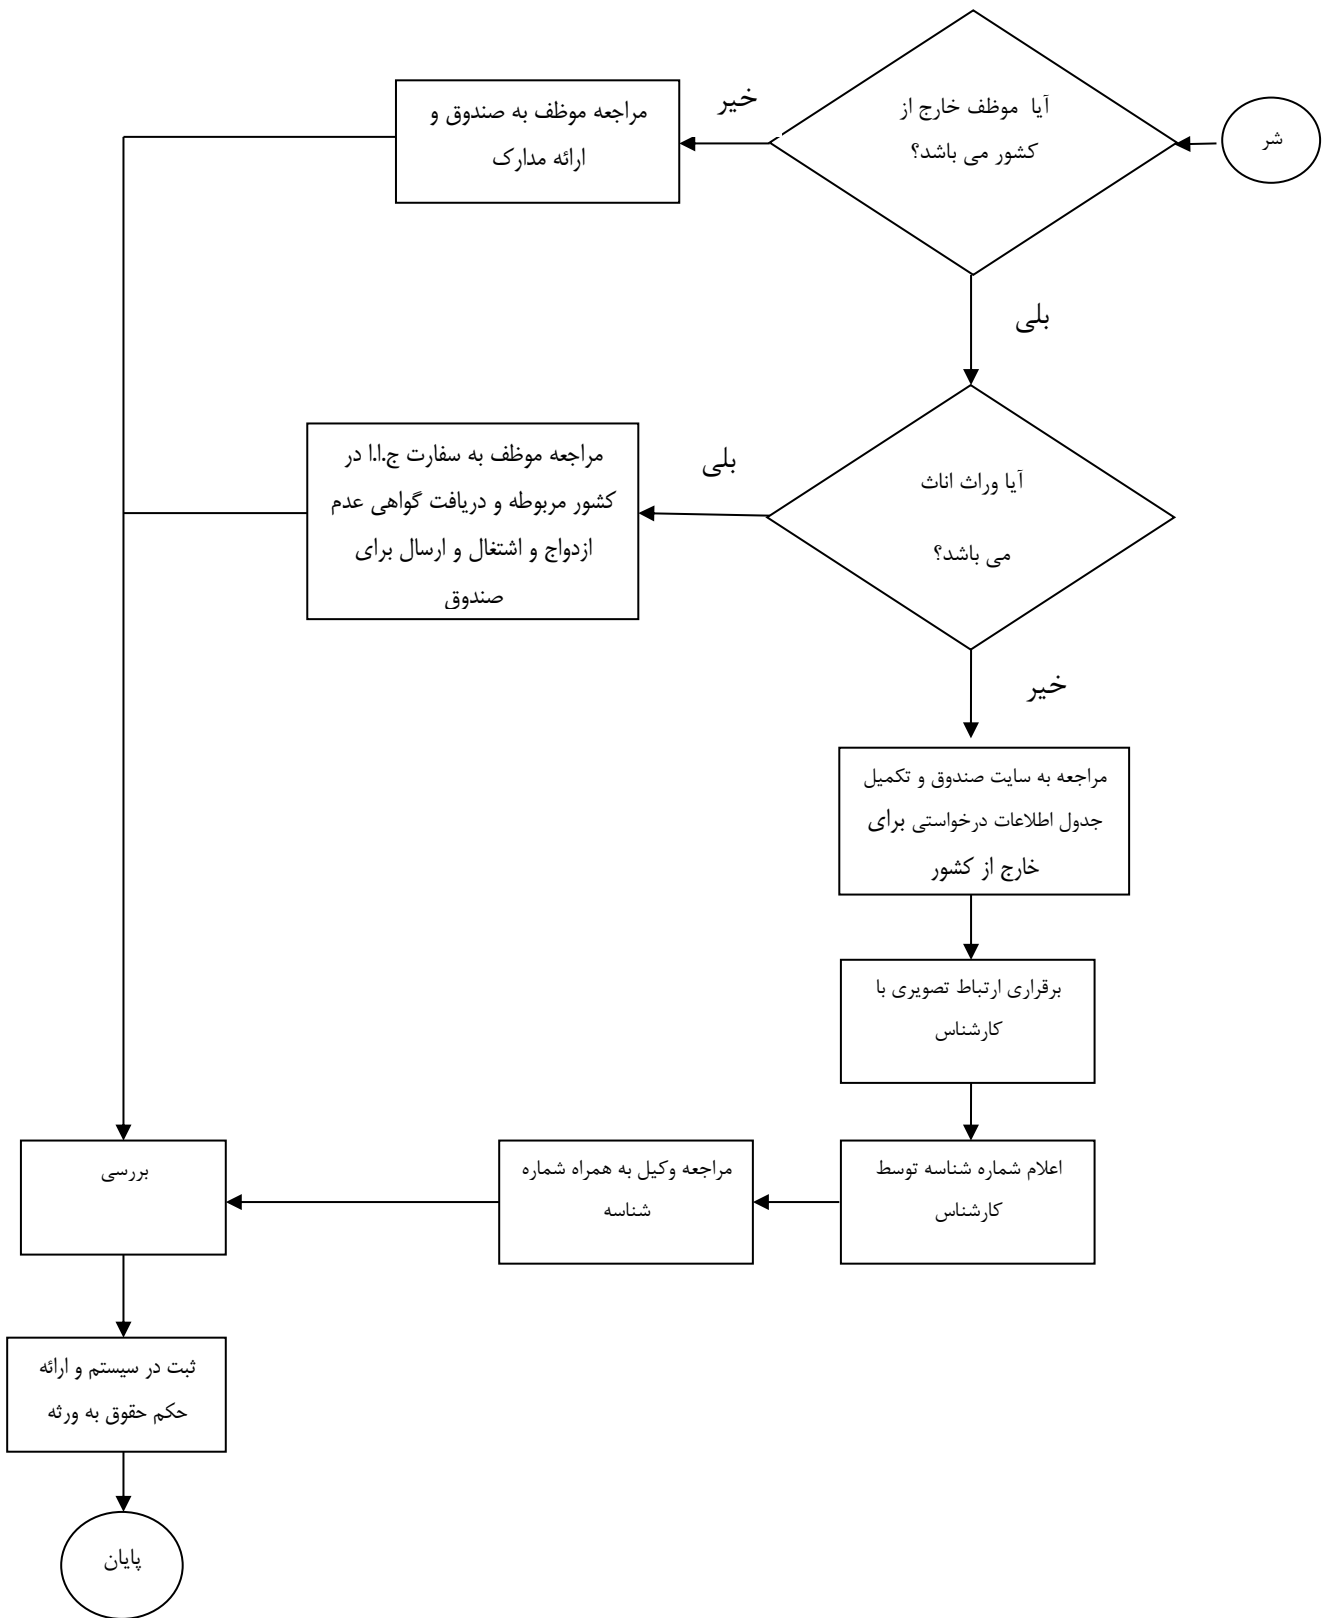 شر
آیا موظف خارج از
کشور می باشد؟
خیر
مراجعه موظف به صندوق و
ارائه مدارک
بلی
آیا وراث اناث
می باشد؟
بلی
مراجعه موظف به سفارت ج.ا.ا در
کشور مربوطه و دریافت گواهی عدم
ازدواج و اشتغال و ارسال برای
صندوق
خیر
مراجعه به سایت صندوق و تکمیل
جدول اطلاعات درخواستی برای
خارج از کشور
برقراری ارتباط تصویری با
کارشناس
اعلام شماره شناسه توسط
کارشناس
مراجعه وکیل به همراه شماره
شناسه
بررسی
ثبت در سیستم و ارائه
حکم حقوق به ورثه
پایان